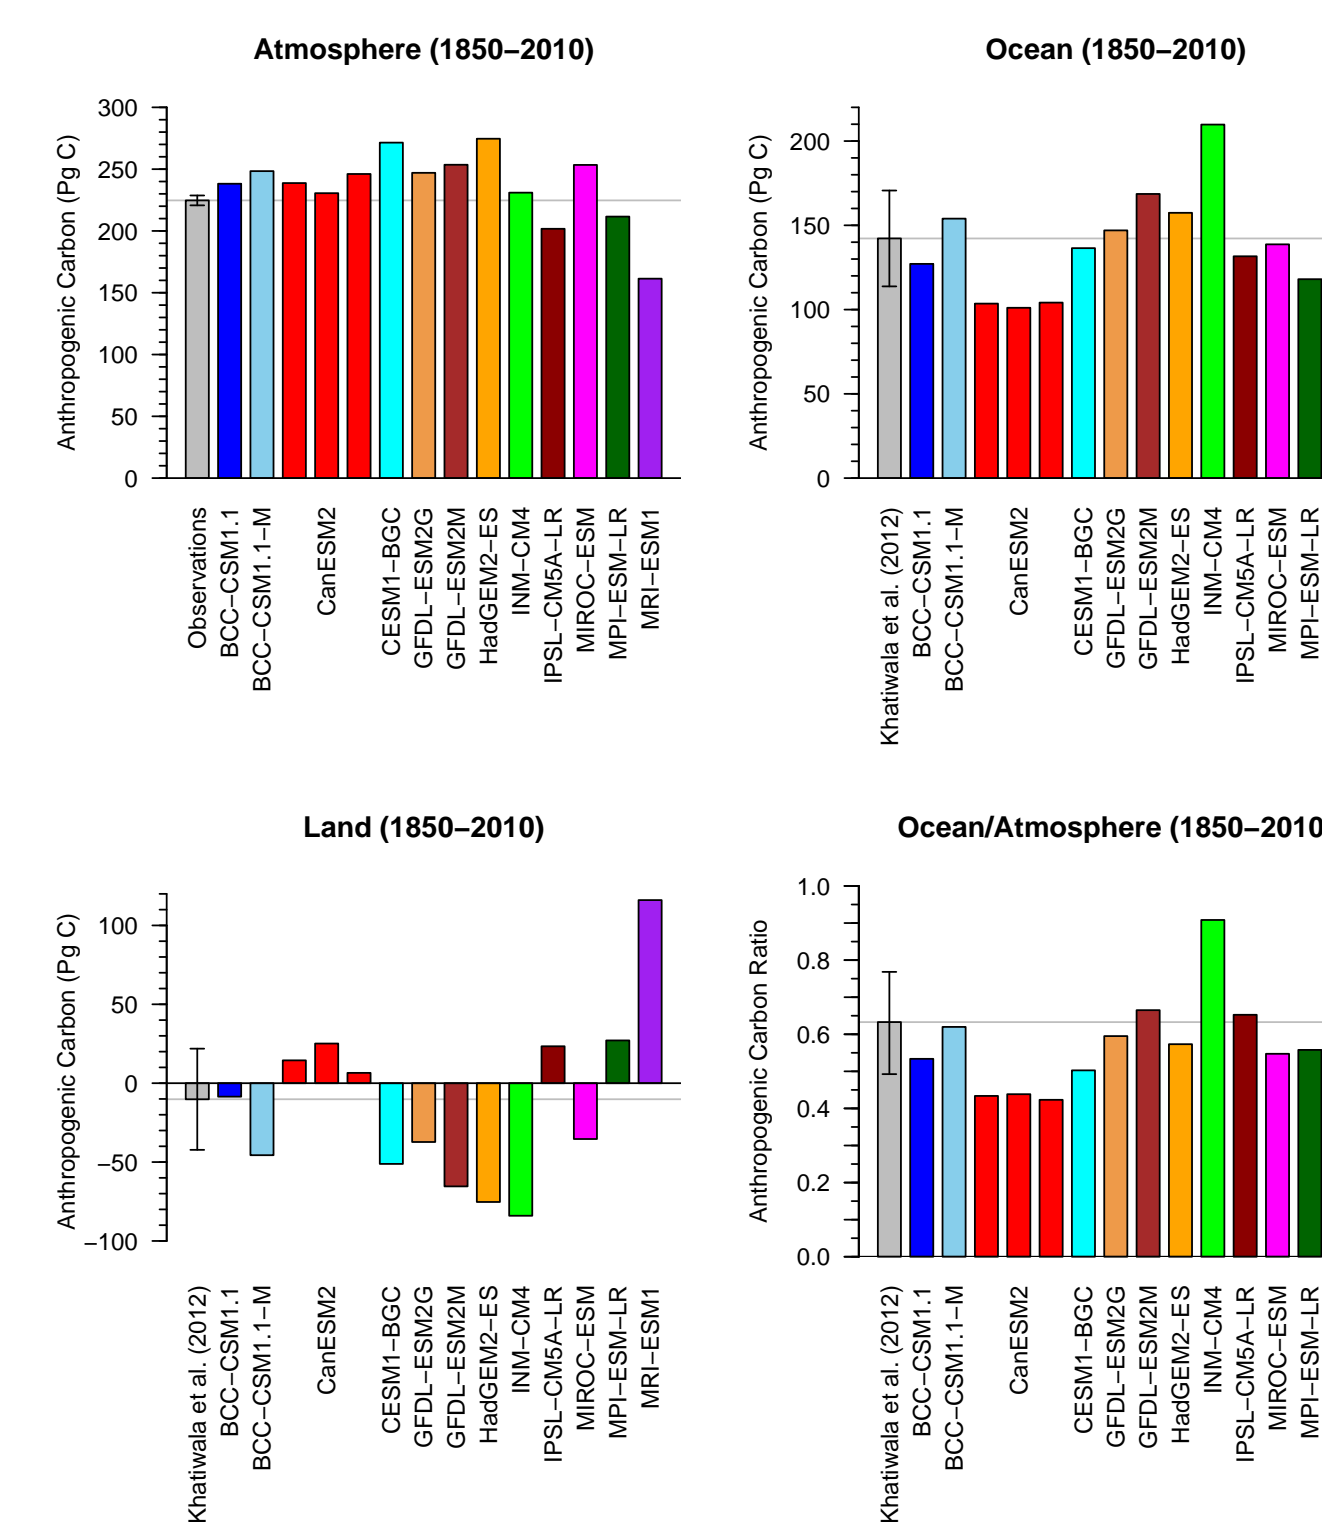 Atmosphere (1850−2010)
Anthropogenic Carbon (Pg C)
300
250
200
150
100
50
0
Observations
BCC−CSM1.1
BCC−CSM1.1−M
CanESM2
CESM1−BGC
GFDL−ESM2G
GFDL−ESM2M
HadGEM2−ES
INM−CM4
IPSL−CM5A−LR
MIROC−ESM
MPI−ESM−LR
MRI−ESM1
Ocean (1850−2010)
Anthropogenic Carbon (Pg C)
200
150
100
50
0
Khatiwala et al. (2012)
BCC−CSM1.1
BCC−CSM1.1−M
CanESM2
CESM1−BGC
GFDL−ESM2G
GFDL−ESM2M
HadGEM2−ES
INM−CM4
IPSL−CM5A−LR
MIROC−ESM
MPI−ESM−LR
Land (1850−2010)
Anthropogenic Carbon (Pg C)
100
50
0
−50
−100
Khatiwala et al. (2012)
BCC−CSM1.1
BCC−CSM1.1−M
CanESM2
CESM1−BGC
GFDL−ESM2G
GFDL−ESM2M
HadGEM2−ES
INM−CM4
IPSL−CM5A−LR
MIROC−ESM
MPI−ESM−LR
MRI−ESM1
Ocean/Atmosphere (1850−2010
Anthropogenic Carbon Ratio
1.0
0.8
0.6
0.4
0.2
0.0
Khatiwala et al. (2012)
BCC−CSM1.1
BCC−CSM1.1−M
CanESM2
CESM1−BGC
GFDL−ESM2G
GFDL−ESM2M
HadGEM2−ES
INM−CM4
IPSL−CM5A−LR
MIROC−ESM
MPI−ESM−LR